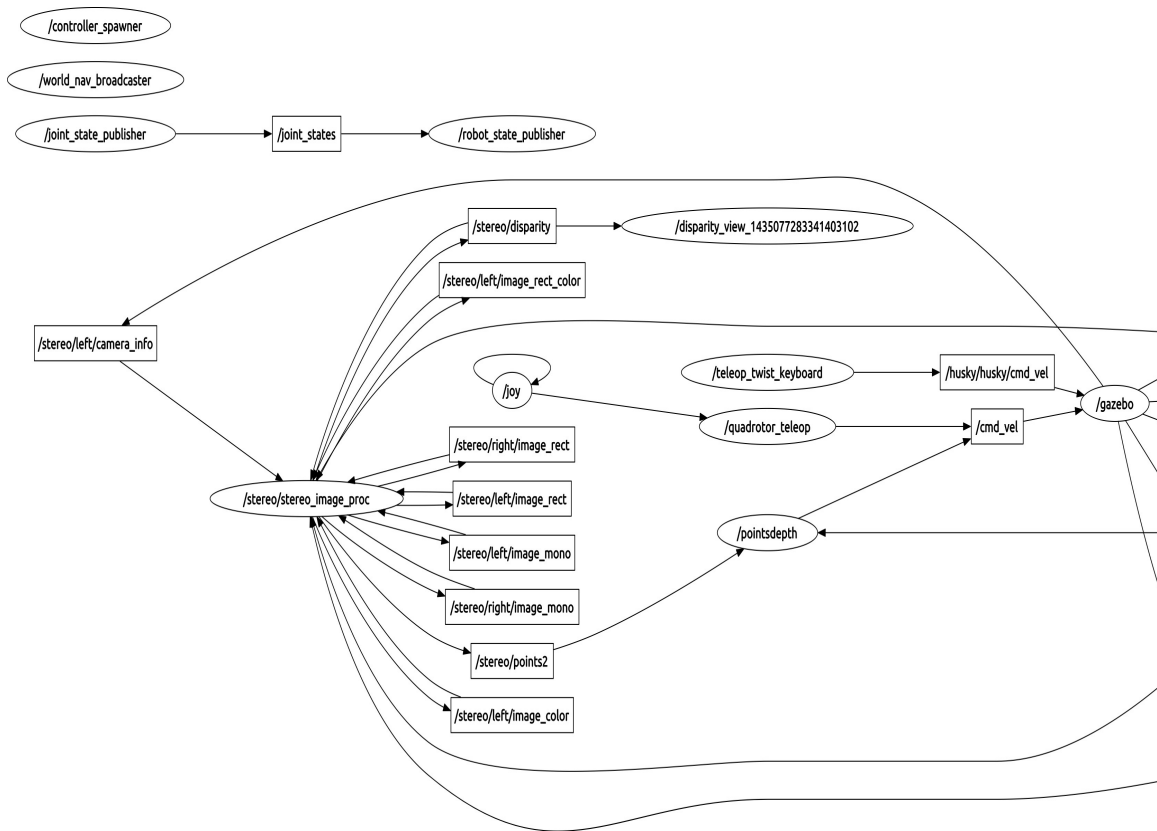 /controller_spawner
/world_nav_broadcaster
/joint_state_publisher
/joint_states
/robot_state_publisher
/stereo/disparity
/disparity_view_1435077283341403102
/stereo/left/image_rect_color
/stereo/left/camera_info
/teleop_twist_keyboard
/husky/husky/cmd_vel
/joy
/gazebo
/quadrotor_teleop
/cmd_vel
/stereo/right/image_rect
/stereo/stereo_image_proc
/stereo/left/image_rect
/pointsdepth
/stereo/left/image_mono
/stereo/right/image_mono
/stereo/points2
/stereo/left/image_color